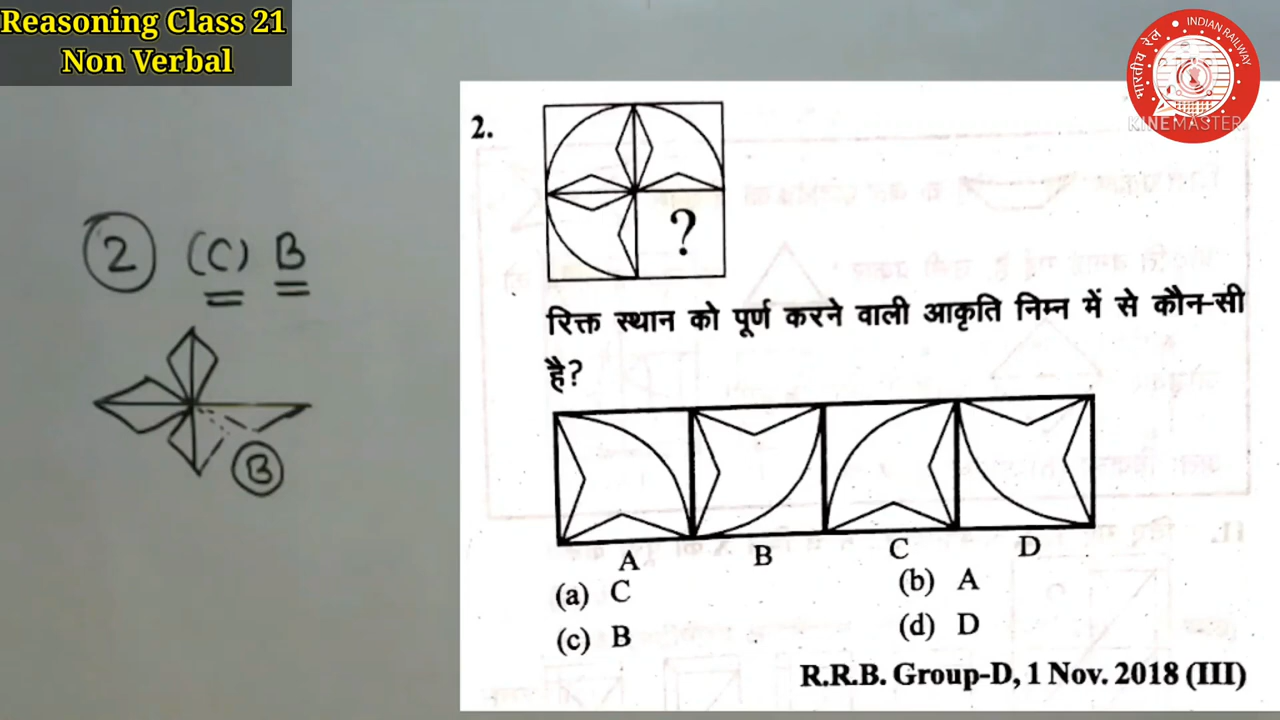 Reasoning Class 21
Non Verbal
भारतीय रेल
INDIAN RAILWAY
KINEMASTER
2 (C) B
B
2.
?
रिक्त स्थान को पूर्ण करने वाली आकृति निम्न में से कौन-सी
है?
A B C D
(a) C (b) A
(c) B (d) D
R.R.B. Group-D, 1 Nov. 2018 (III)